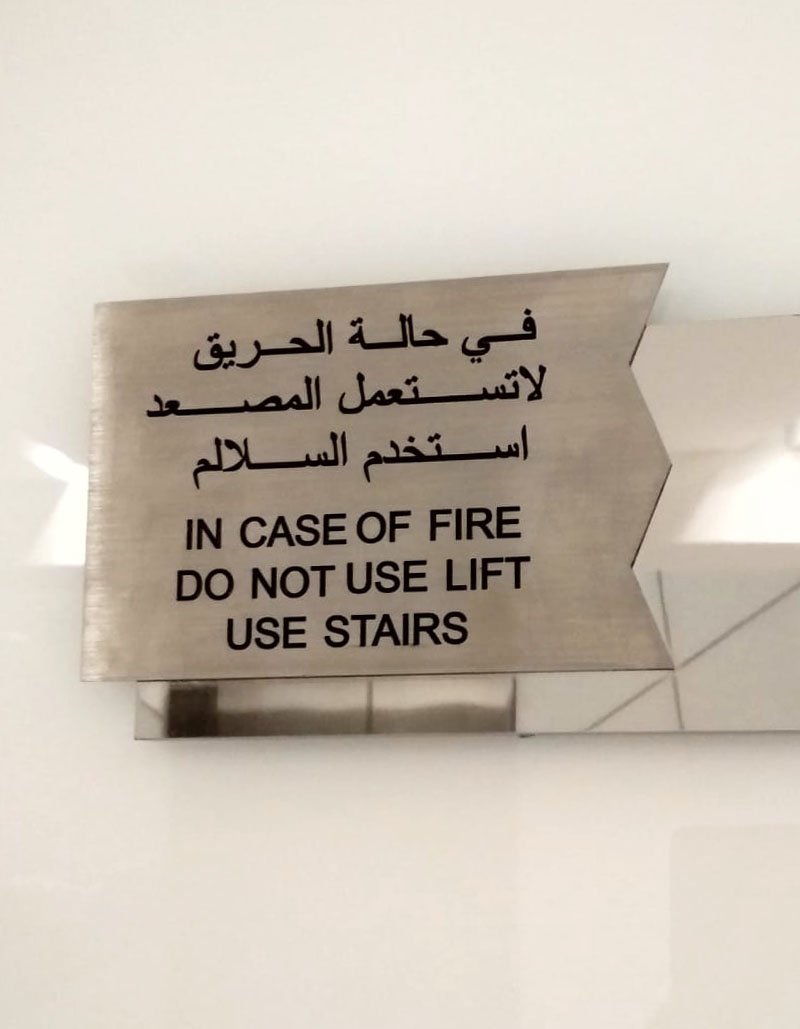 في حالة الحريق
لاتستعمل المصعد
استخدم السلالم
IN CASE OF FIRE
DO NOT USE LIFT
USE STAIRS